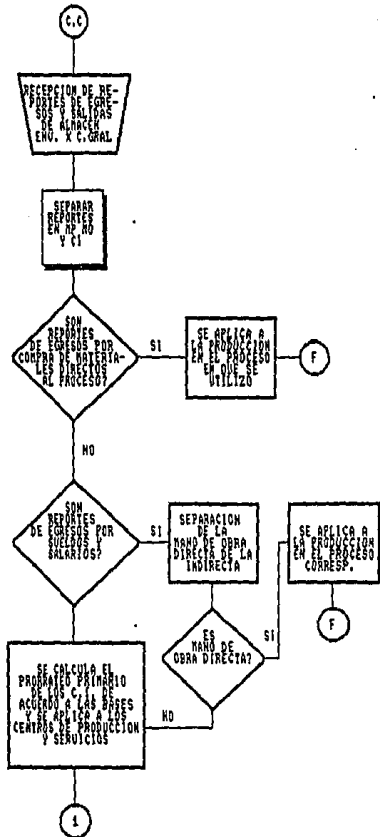 C.C
RECEPCION DE RE-
PORTES DE EGRE-
SOS Y SALIDAS
DE ALMACEN
ENV. X C.GRAL
SEPARAR
REPORTES
EN MP,MO
Y CI
SON
REPORTES
DE EGRESOS POR
COMPRA DE MATERIA-
LES DIRECTOS
AL PROCESO?
SI
SE APLICA A
LA PRODUCCION
EN EL PROCESO
EN QUE SE
UTILIZO
F
NO
SON
REPORTES
DE EGRESOS POR
SUELDOS Y
SALARIOS?
SI
SEPARACION
DE LA
MANO DE OBRA
DIRECTA DE LA
INDIRECTA
SE APLICA A
LA PRODUCCION
EN EL PROCESO
CORRESP.
F
ES
MANO DE
OBRA DIRECTA?
SI
NO
SE CALCULA EL
PRORRATEO PRIMARIO
DE LOS C.I. DE
ACUERDO A LAS BASES
Y SE APLICA A LOS
CENTROS DE PRODUCCION
Y SERVICIOS
1